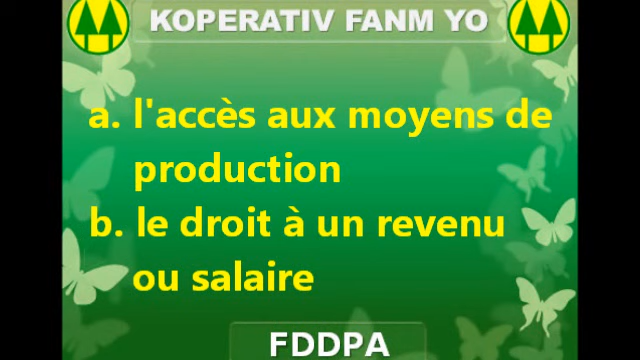 KOPERATIV FANM YO
a. l'accès aux moyens de
production
b. le droit à un revenu
ou salaire
FDDPA